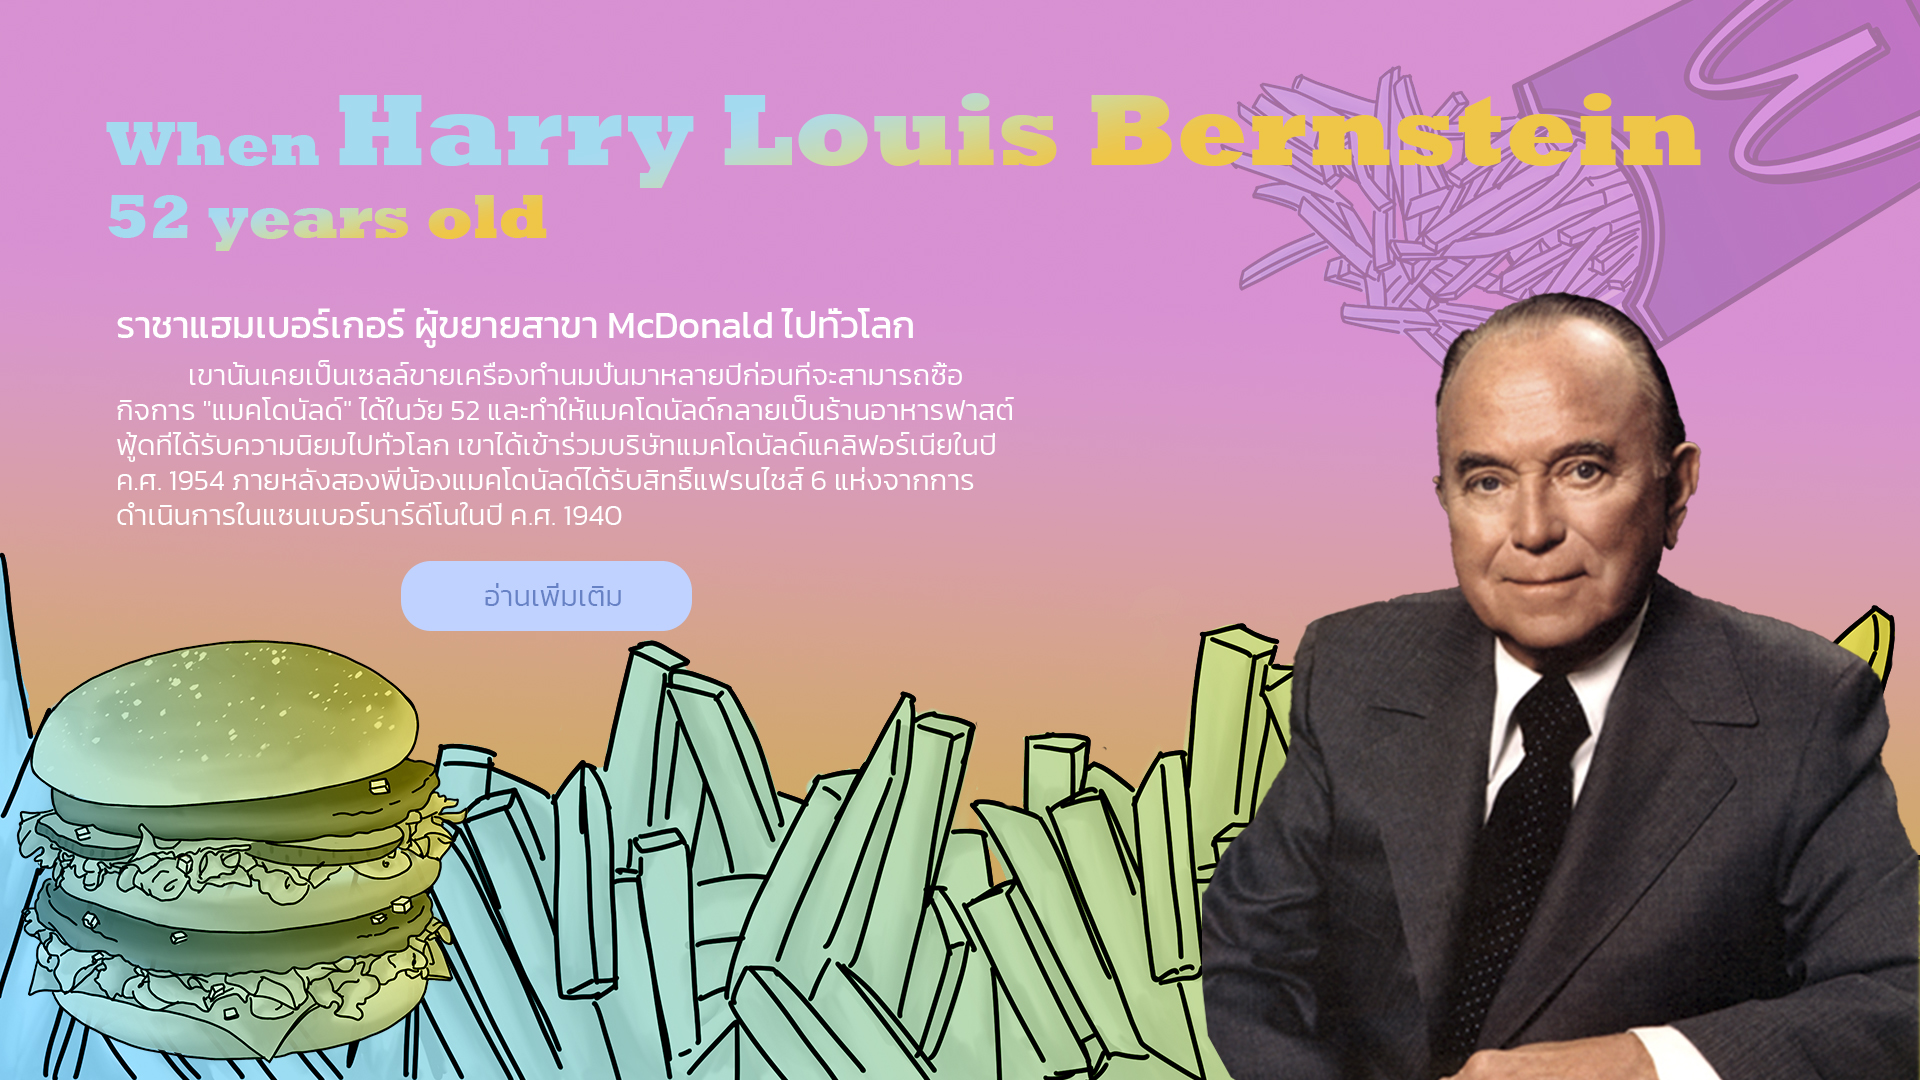 When Harry Louis Bernstein
52 years old
ราชาแฮมเบอร์เกอร์ ผู้ขยายสาขา McDonald ไปทั่วโลก
เขานั้นเคยเป็นเซลล์ขายเครื่องทำนมปั่นมาหลายปีก่อนที่จะสามารถซื้อ
กิจการ "แมคโดนัลด์" ได้ในวัย 52 และทำให้แมคโดนัลด์กลายเป็นร้านอาหารฟาสต์
ฟู้ดที่ได้รับความนิยมไปทั่วโลก เขาได้เข้าร่วมบริษัทแมคโดนัลด์แคลิฟอร์เนียในปี
ค.ศ. 1954 ภายหลังสองพี่น้องแมคโดนัลด์ได้รับสิทธิ์แฟรนไชส์ 6 แห่งจากการ
ดำเนินการในแซนเบอร์นาร์ดีโนในปี ค.ศ. 1940
อ่านเพิ่มเติม